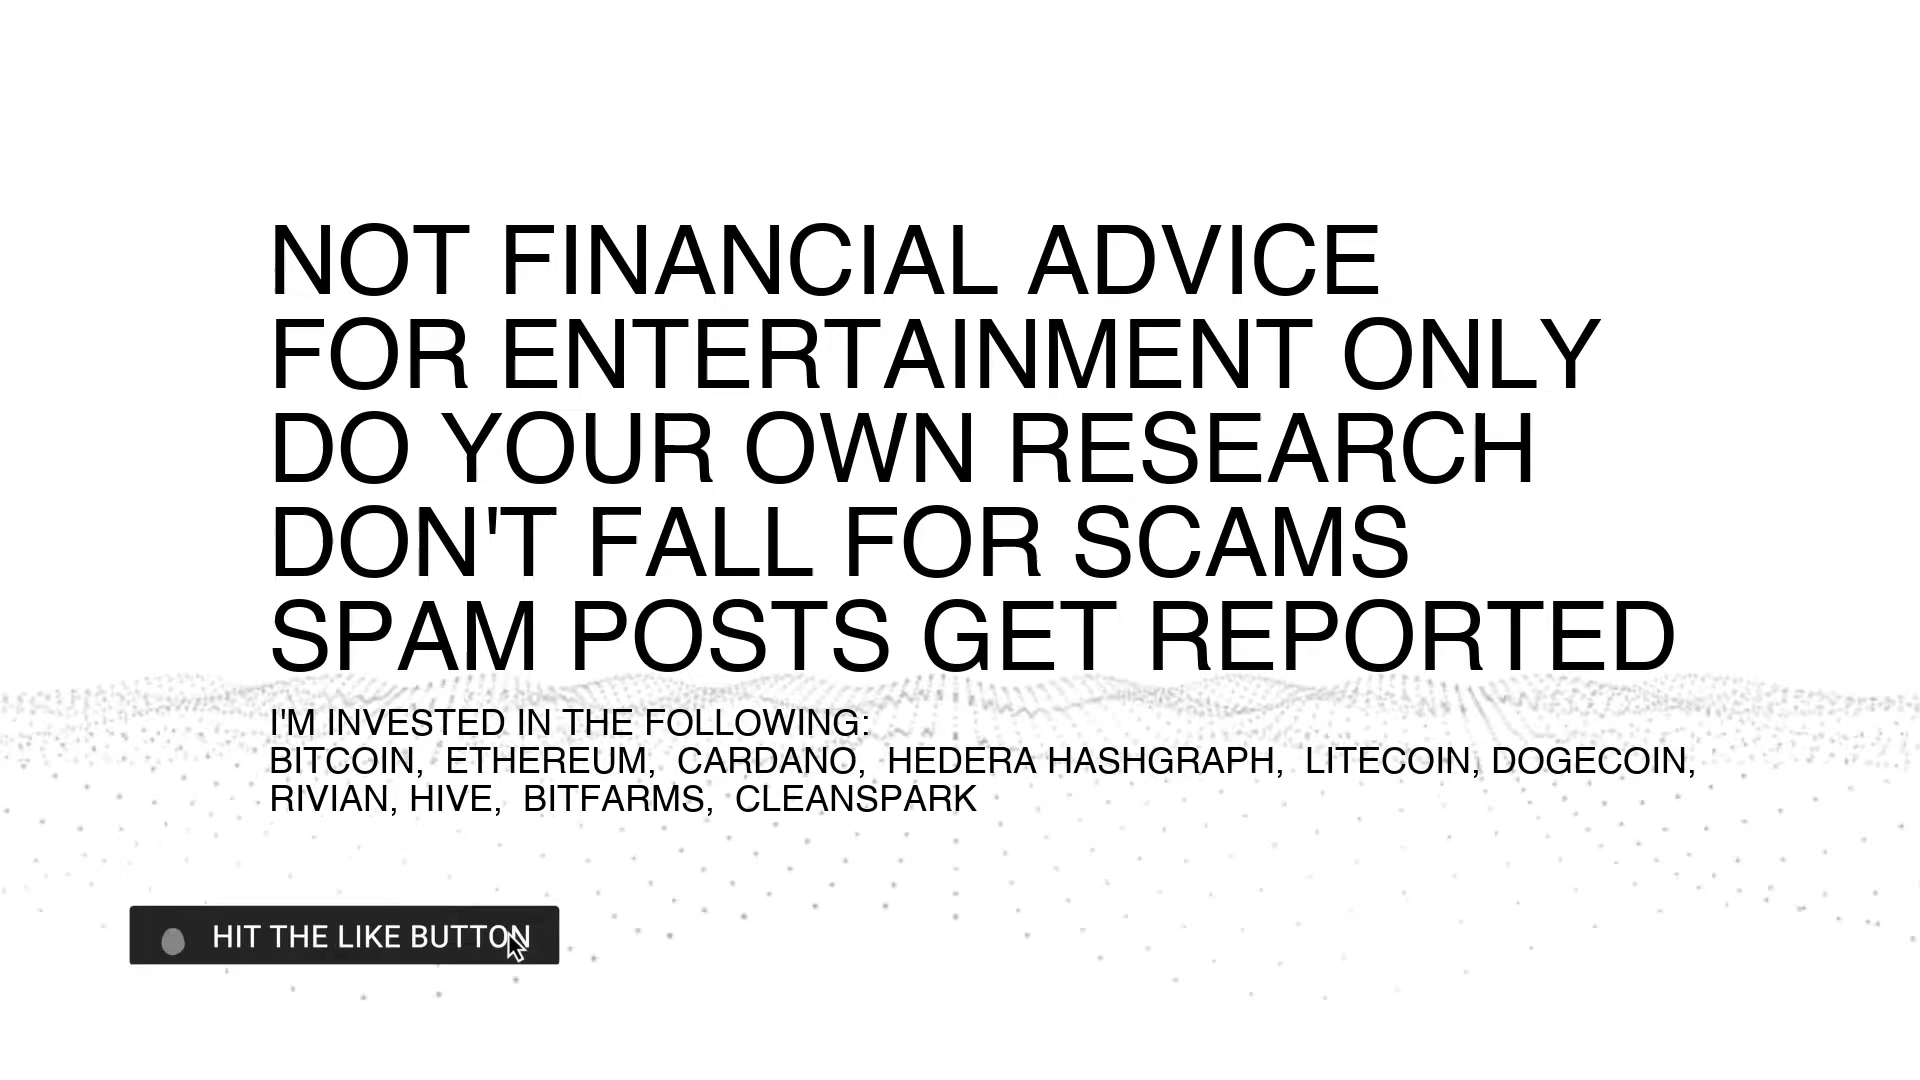 NOT FINANCIAL ADVICE
FOR ENTERTAINMENT ONLY
DO YOUR OWN RESEARCH
DON'T FALL FOR SCAMS
SPAM POSTS GET REPORTED
I'M INVESTED IN THE FOLLOWING:
BITCOIN, ETHEREUM, CARDANO, HEDERA HASHGRAPH, LITECOIN, DOGECOIN,
RIVIAN, HIVE, BITFARMS, CLEANSPARK
HIT THE LIKE BUTTON